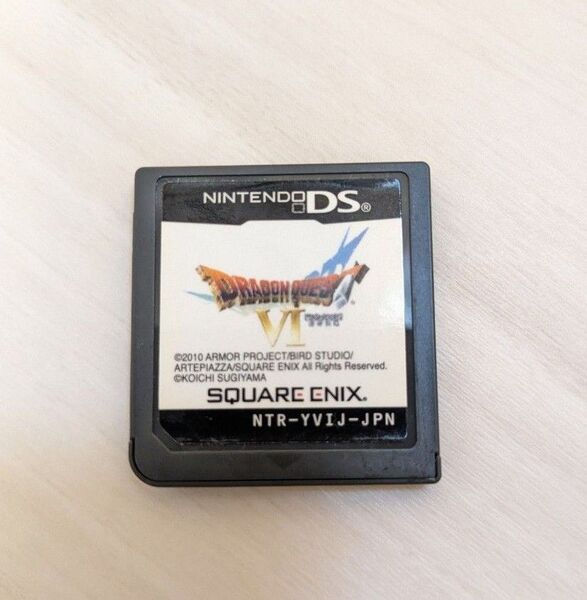 NINTENDO DS®
DRAGON QUEST
VI
©2010 ARMOR PROJECT/BIRD STUDIO/
ARTEPIAZZA/SQUARE ENIX All Rights Reserved.
©KOICHI SUGIYAMA
SQUARE ENIX®
NTR-YVIJ-JPN